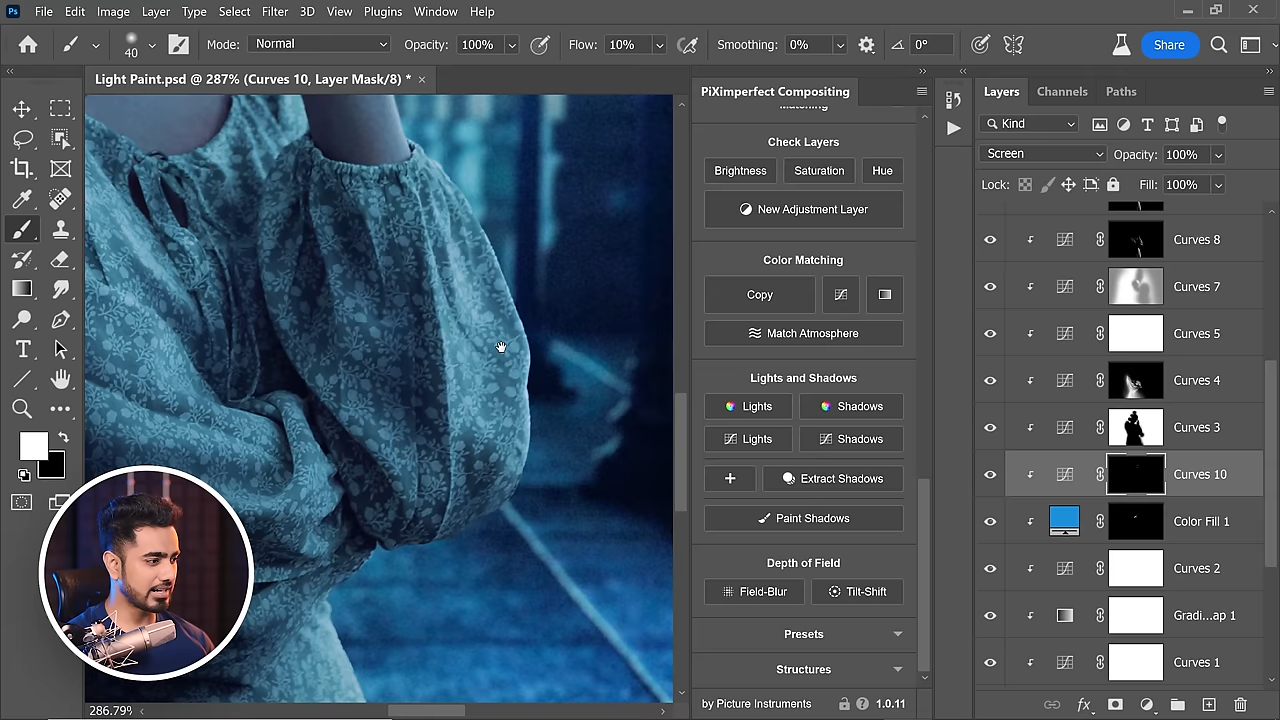 Ps File Edit Image Layer Type Select Filter 3D View Plugins Window Help
40 Mode: Normal Opacity: 100% Flow: 10% Smoothing: 0% 0° Share
Light Paint.psd @ 287% (Curves 10, Layer Mask/8) * ×
PiXimperfect Compositing
Matching
Check Layers
Brightness Saturation Hue
New Adjustment Layer
Color Matching
Copy
Match Atmosphere
Lights and Shadows
Lights Shadows
Lights Shadows
+ Extract Shadows
Paint Shadows
Depth of Field
Field-Blur Tilt-Shift
Presets
Structures
by Picture Instruments 1.0.11
Layers Channels Paths
Kind
Screen Opacity: 100%
Lock: Fill: 100%
Curves 8
Curves 7
Curves 5
Curves 4
Curves 3
Curves 10
Color Fill 1
Curves 2
Gradi...ap 1
Curves 1
fx
286.79%